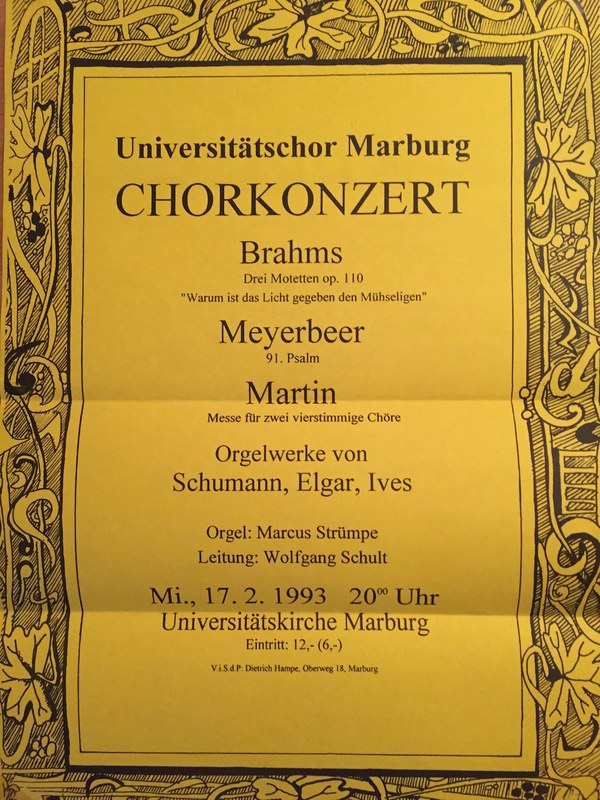 Universitätschor Marburg
CHORKONZERT
Brahms
Drei Motetten op. 110
"Warum ist das Licht gegeben den Mühseligen"
Meyerbeer
91. Psalm
Martin
Messe für zwei vierstimmige Chöre
Orgelwerke von
Schumann, Elgar, Ives
Orgel: Marcus Strümpe
Leitung: Wolfgang Schult
Mi., 17. 2. 1993 20⁰⁰ Uhr
Universitätskirche Marburg
Eintritt: 12,- (6,-)
V.i.S.d.P: Dietrich Hampe, Oberweg 18, Marburg